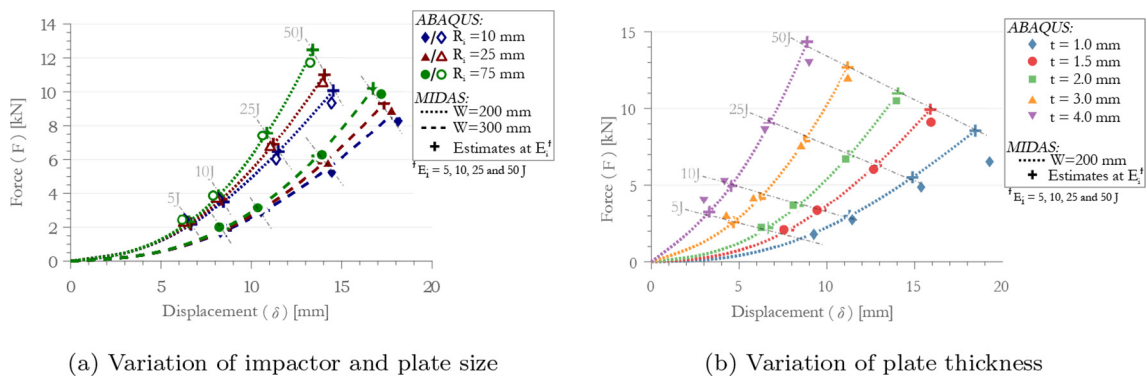 14
12
10
8
6
4
2
0
0
5
10
15
20
Force (F) [kN]
Displacement (δ) [mm]
5J
10J
25J
50J
ABAQUS:
/ R_i =10 mm
/ R_i =25 mm
/ R_i =75 mm
MIDAS:
W=200 mm
W=300 mm
Estimates at E_i†
† E_i = 5, 10, 25 and 50 J
(a) Variation of impactor and plate size
15
10
5
0
0
5
10
15
20
Force (F) [kN]
Displacement (δ) [mm]
5J
10J
25J
50J
ABAQUS:
t = 1.0 mm
t = 1.5 mm
t = 2.0 mm
t = 3.0 mm
t = 4.0 mm
MIDAS:
W=200 mm
Estimates at E_i†
† E_i = 5, 10, 25 and 50 J
(b) Variation of plate thickness